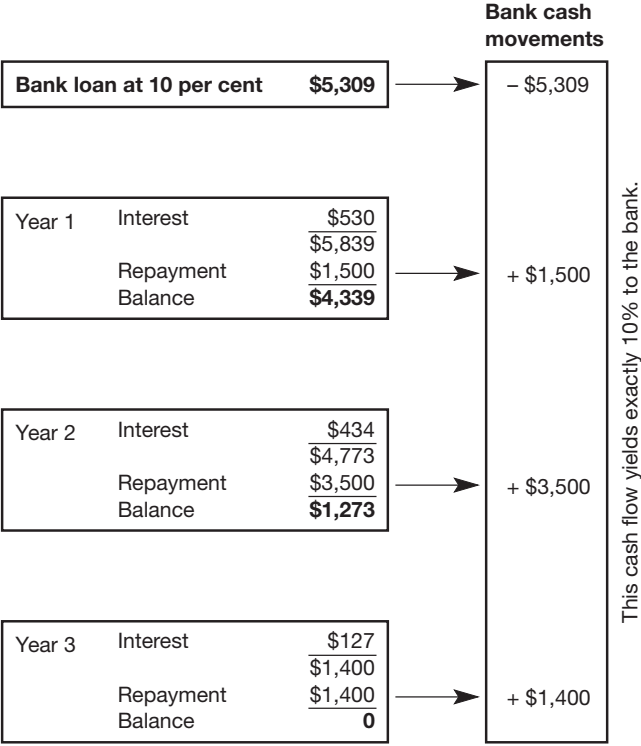 Bank cash
movements
Bank loan at 10 per cent $5,309 – $5,309
Year 1 Interest $530
$5,839
Repayment $1,500 + $1,500
Balance $4,339
Year 2 Interest $434
$4,773
Repayment $3,500 + $3,500
Balance $1,273
Year 3 Interest $127
$1,400
Repayment $1,400 + $1,400
Balance 0
This cash flow yields exactly 10% to the bank.